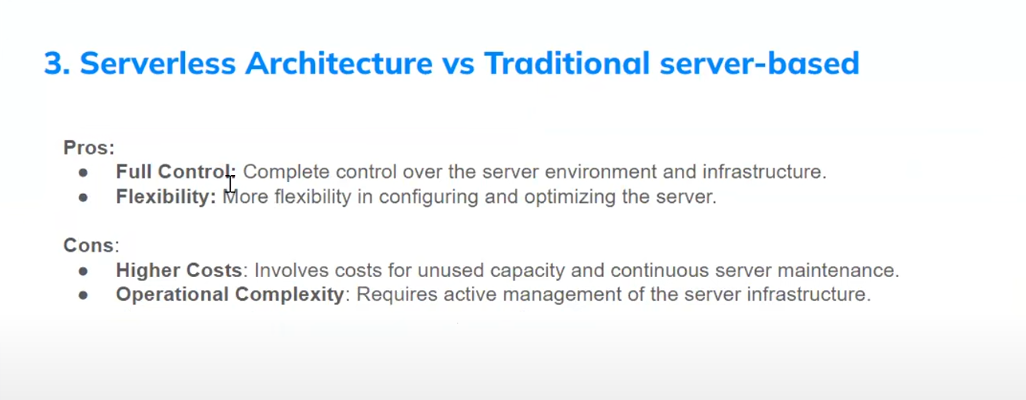 3. Serverless Architecture vs Traditional server-based
Pros:
● Full Control: Complete control over the server environment and infrastructure.
● Flexibility: More flexibility in configuring and optimizing the server.
Cons:
● Higher Costs: Involves costs for unused capacity and continuous server maintenance.
● Operational Complexity: Requires active management of the server infrastructure.